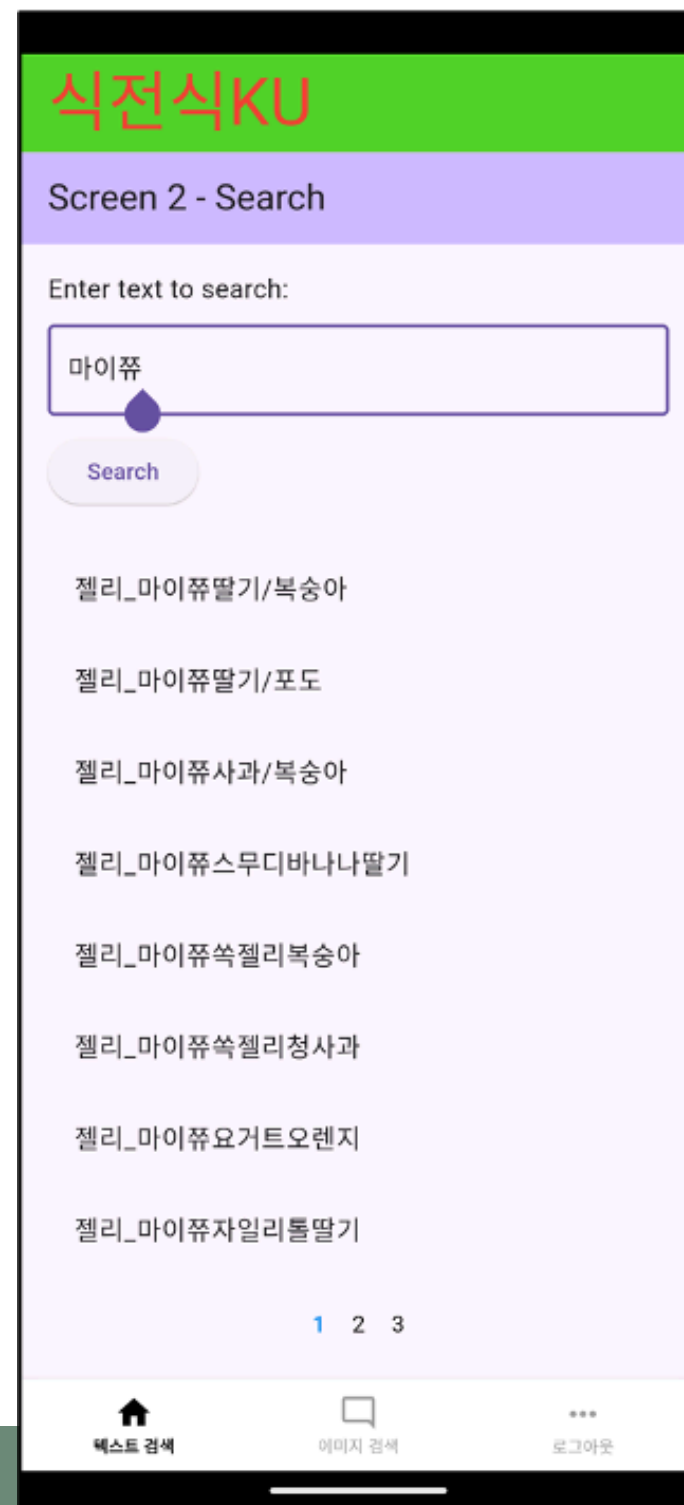 식전식KU
Screen 2 - Search
Enter text to search:
마이쮸
Search
젤리_마이쮸딸기/복숭아
젤리_마이쮸딸기/포도
젤리_마이쮸사과/복숭아
젤리_마이쮸스무디바나나딸기
젤리_마이쮸쏙젤리복숭아
젤리_마이쮸쏙젤리청사과
젤리_마이쮸요거트오렌지
젤리_마이쮸자일리톨딸기
1 2 3
텍스트 검색 이미지 검색 로그아웃